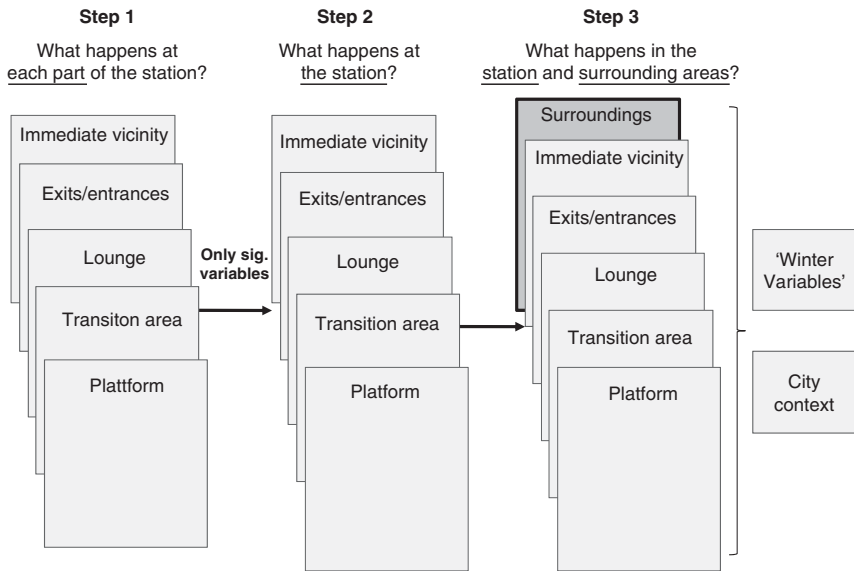 Step 1
What happens at
each part of the station?
Immediate vicinity
Exits/entrances
Lounge
Transiton area
Plattform
Only sig.
variables
Step 2
What happens at
the station?
Immediate vicinity
Exits/entrances
Lounge
Transition area
Platform
Step 3
What happens in the
station and surrounding areas?
Surroundings
Immediate vicinity
Exits/entrances
Lounge
Transition area
Platform
‘Winter
Variables’
City
context